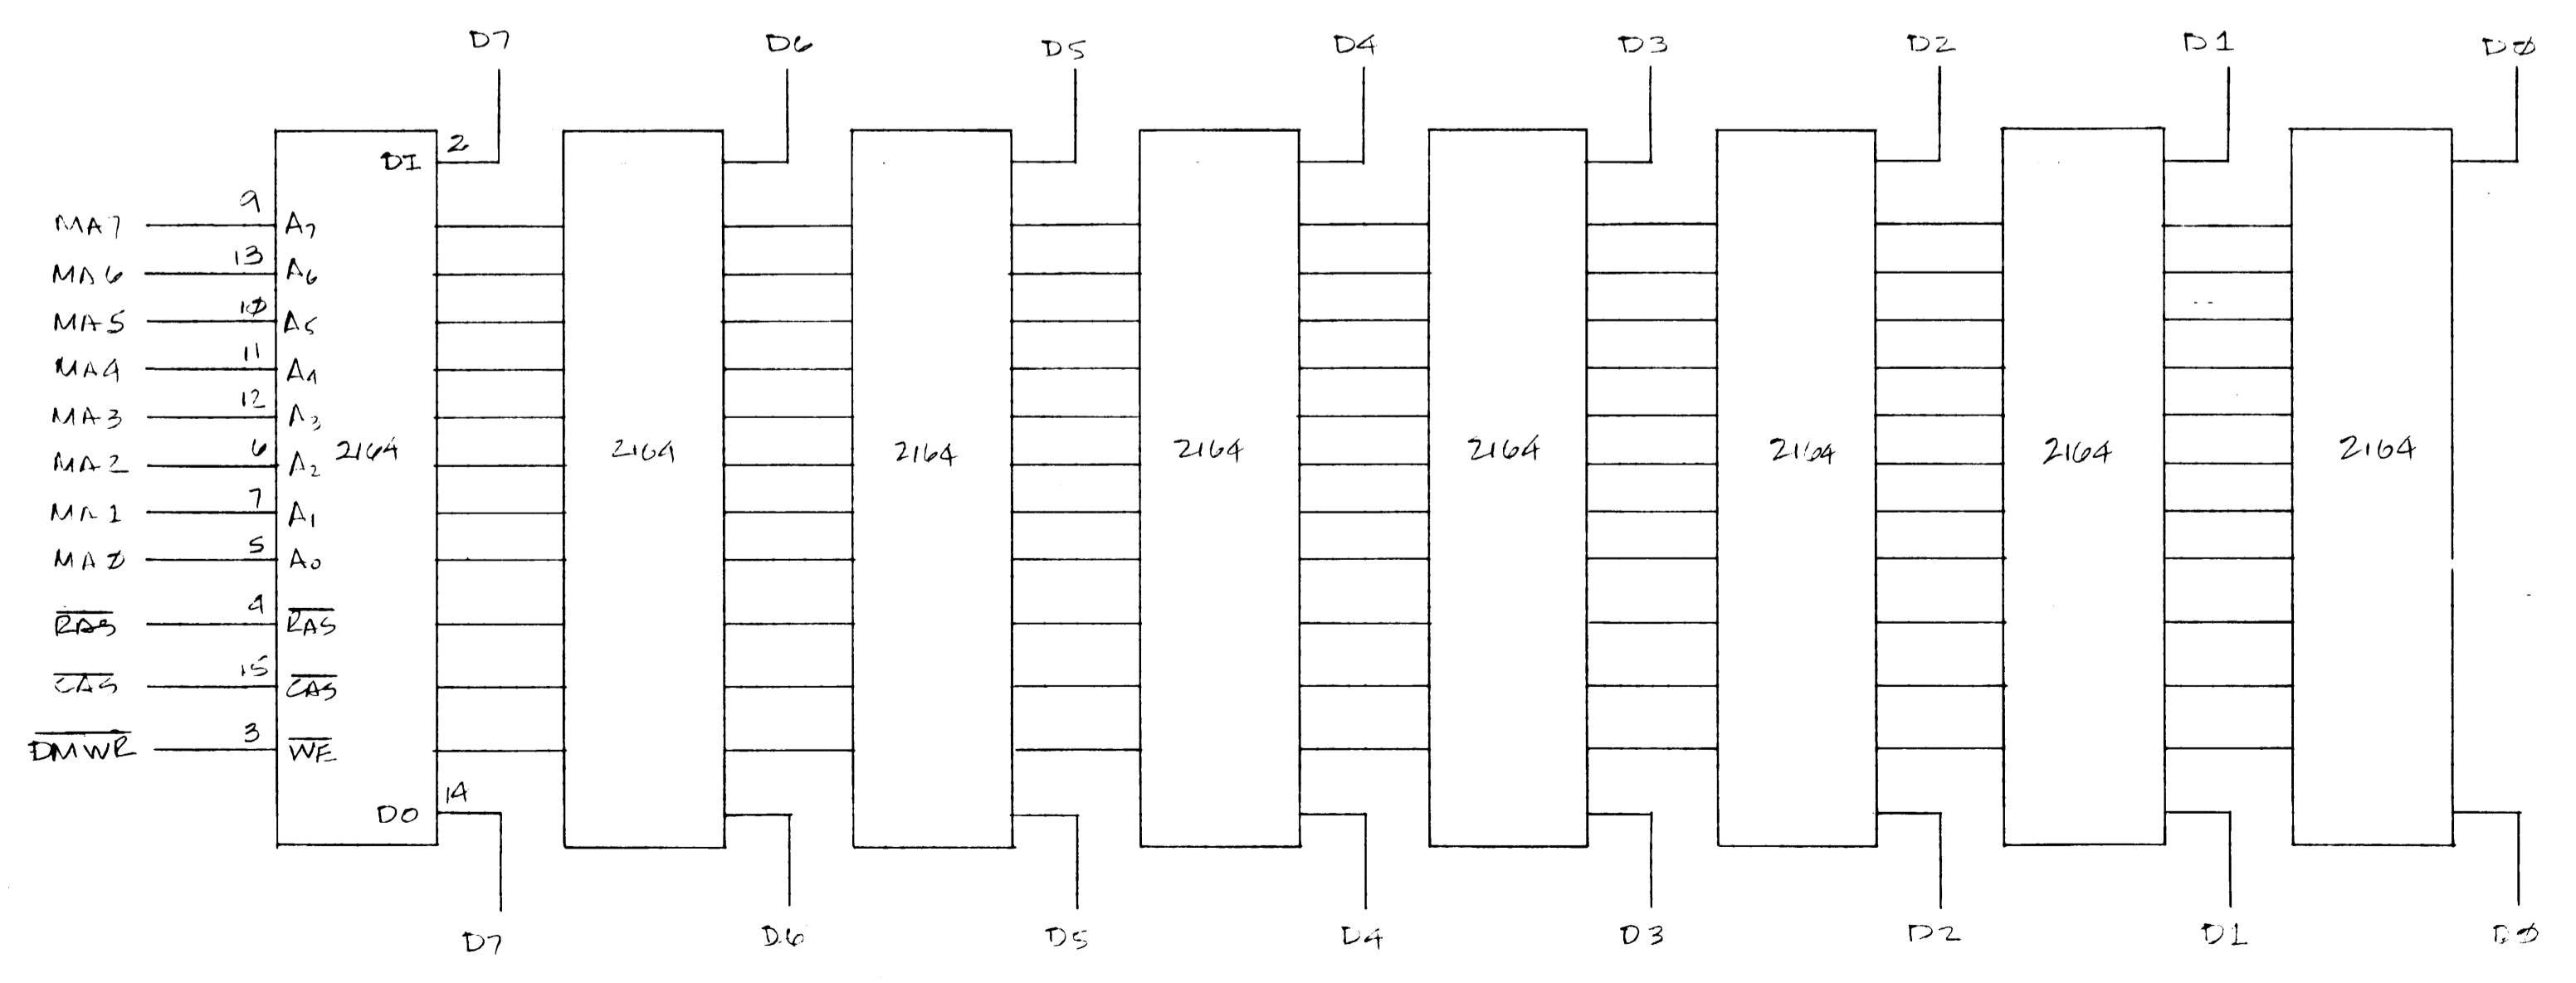 D7 D6 D5 D4 D3 D2 D1 DØ
DI 2
MA7 9 A7
MA6 13 A6
MA5 1Ø A5
MA4 11 A4
MA3 12 A3
2164 2164 2164 2164 2164 2164 2164 2164
MA2 6 A2
MA1 7 A1
MAØ 5 A0
RAS 4 RAS
CAS 15 CAS
DMWR 3 WE
DO 14
D7 D6 D5 D4 D3 D2 D1 DØ